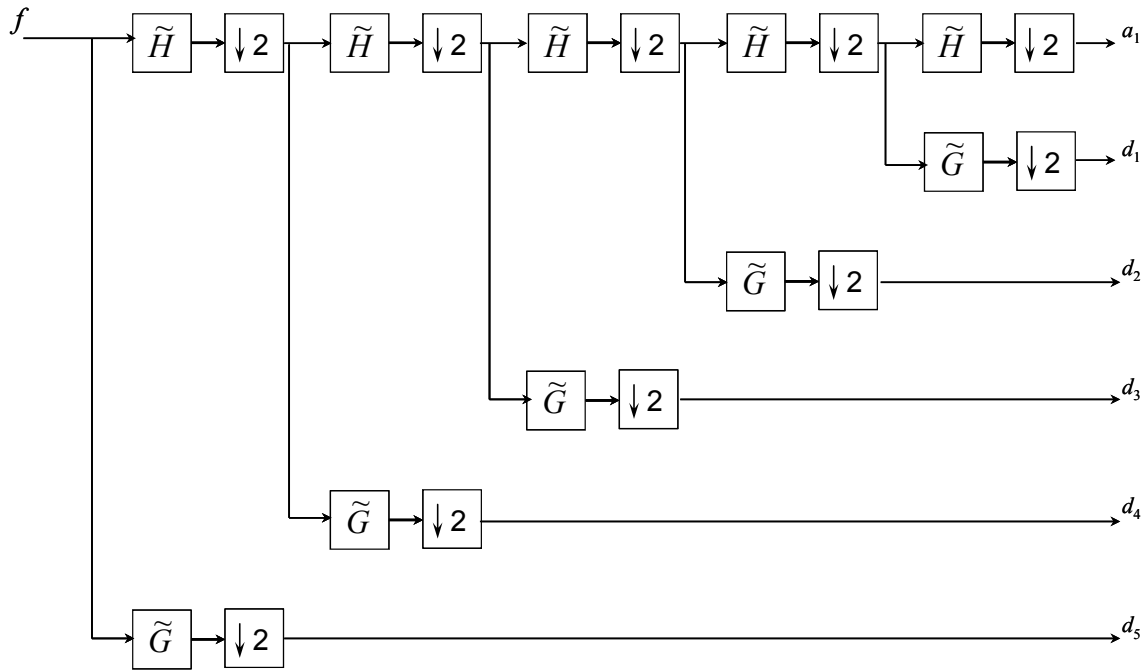 f H̃ ↓2 H̃ ↓2 H̃ ↓2 H̃ ↓2 H̃ ↓2 a₁
G̃ ↓2 d₁
G̃ ↓2 d₂
G̃ ↓2 d₃
G̃ ↓2 d₄
G̃ ↓2 d₅